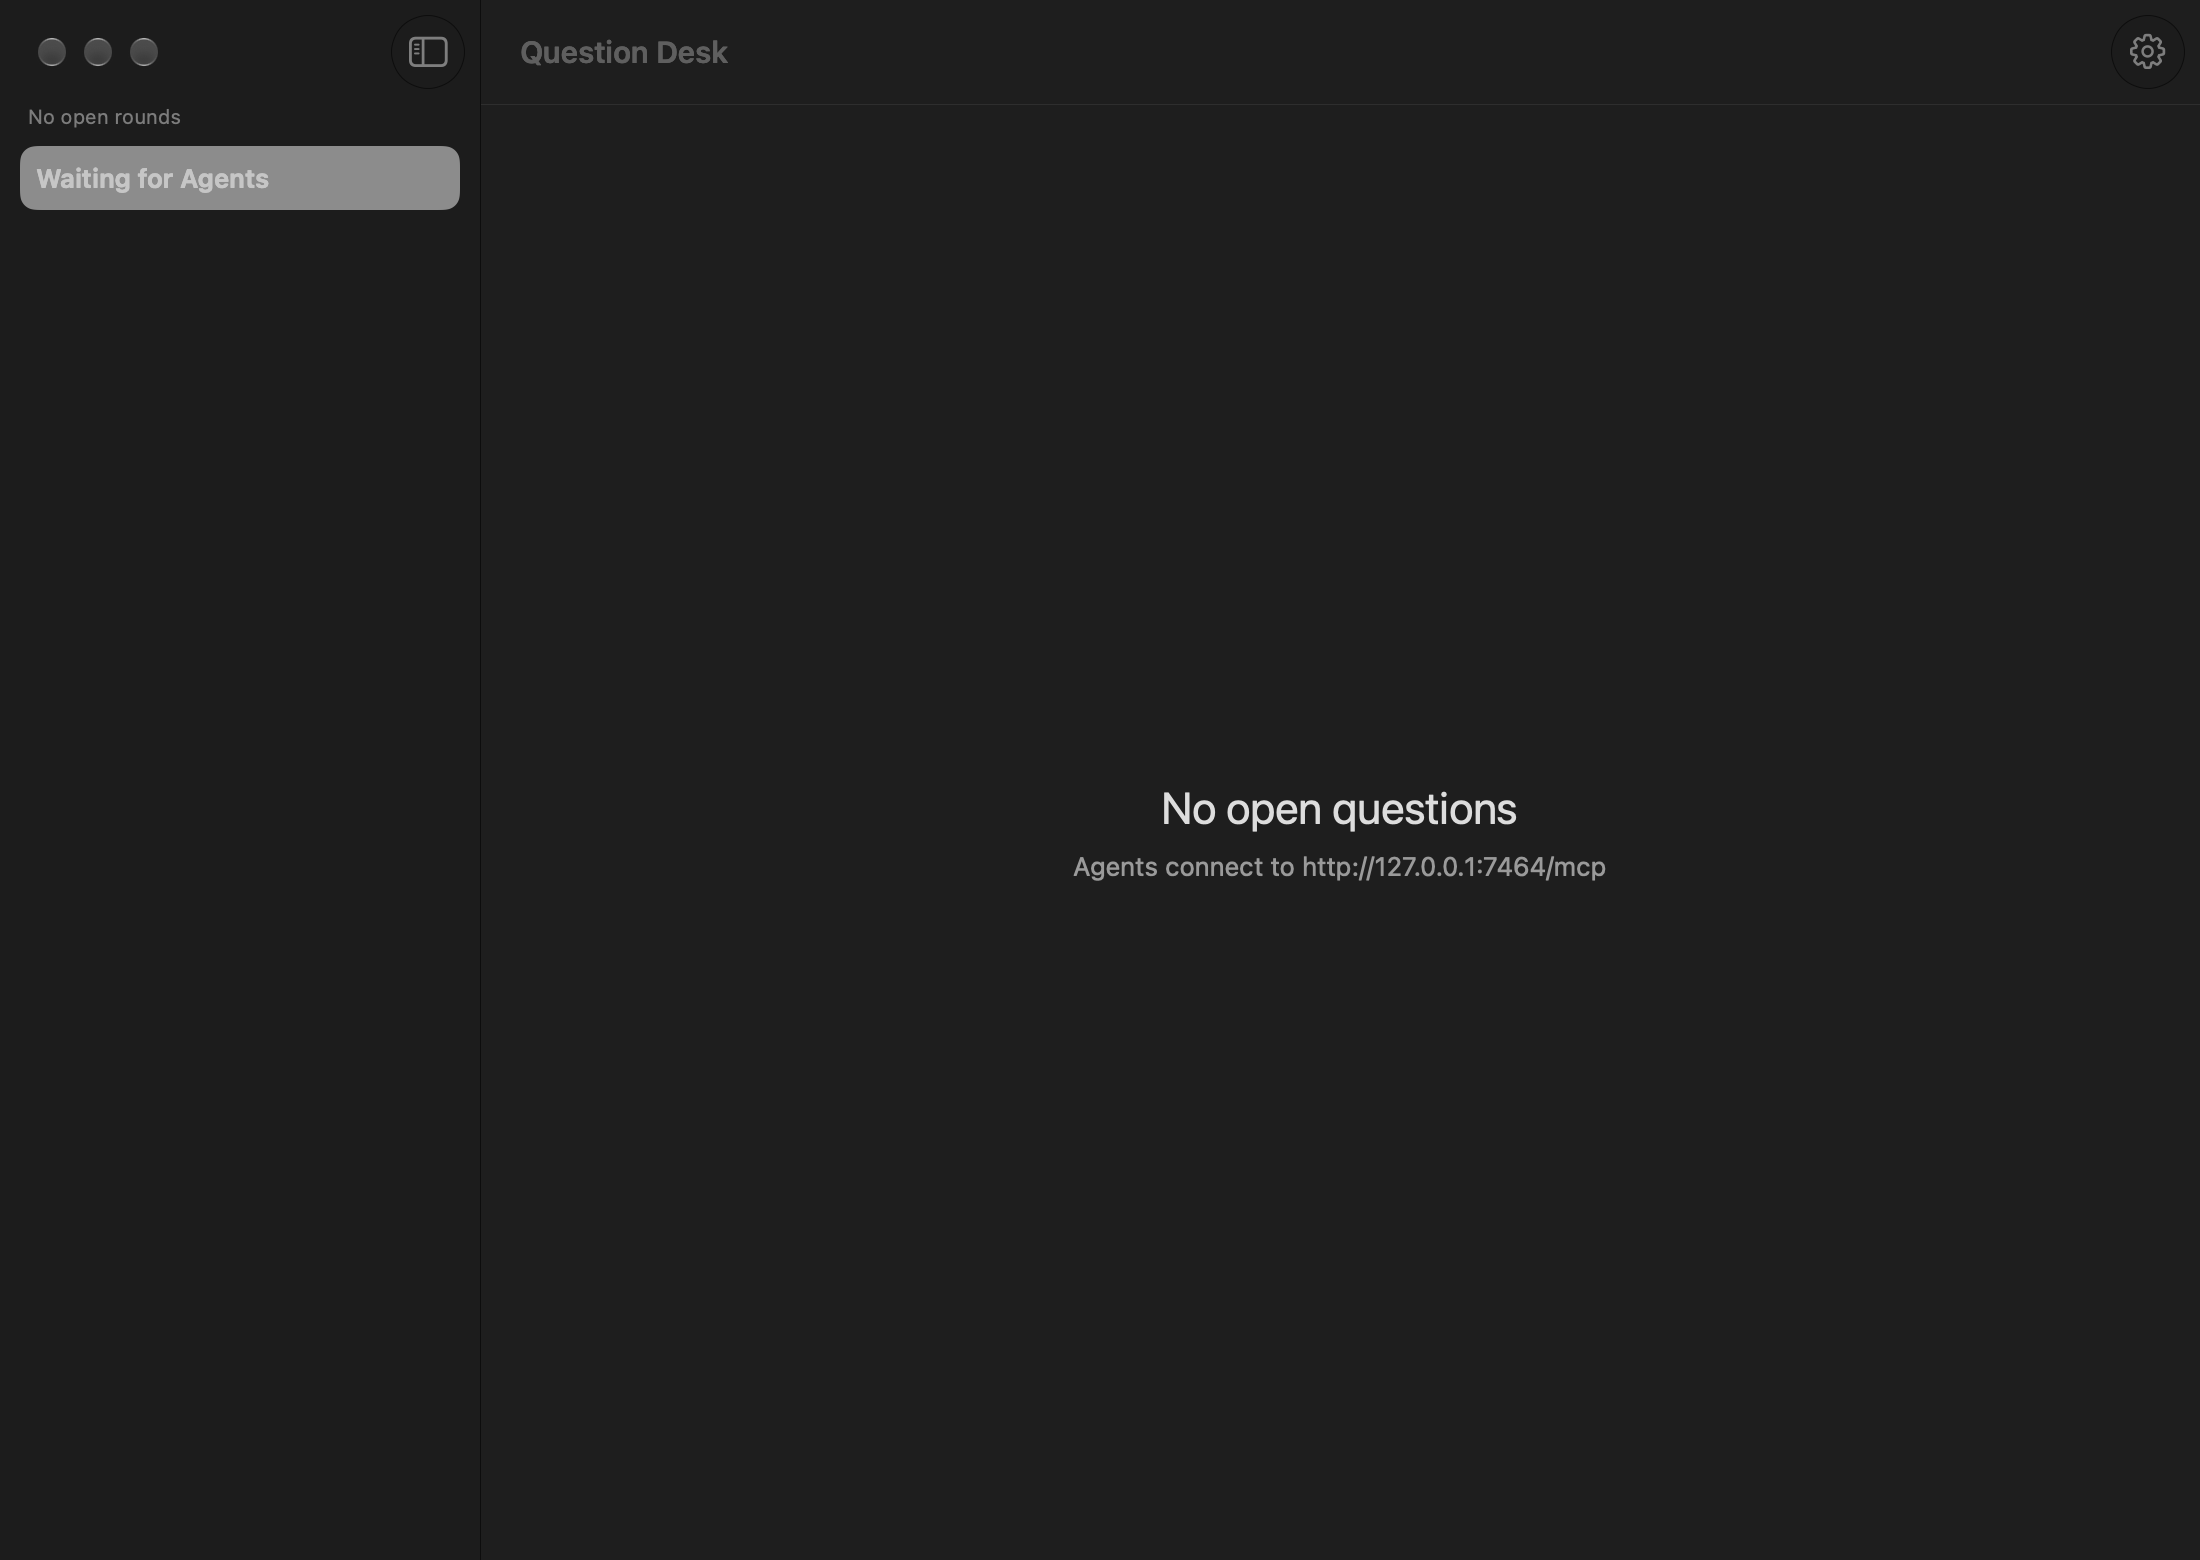 Question Desk
No open rounds
Waiting for Agents
No open questions
Agents connect to http://127.0.0.1:7464/mcp